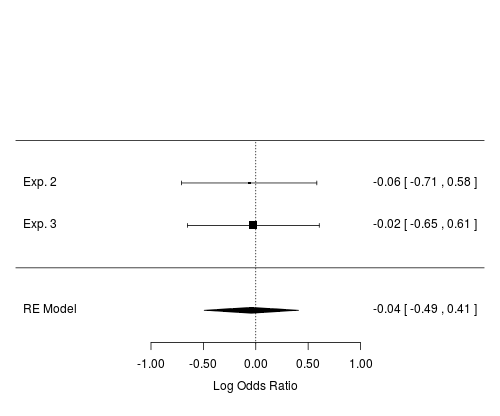 Exp. 2 -0.06 [ -0.71 , 0.58 ]
Exp. 3 -0.02 [ -0.65 , 0.61 ]
RE Model -0.04 [ -0.49 , 0.41 ]
-1.00 -0.50 0.00 0.50 1.00
Log Odds Ratio